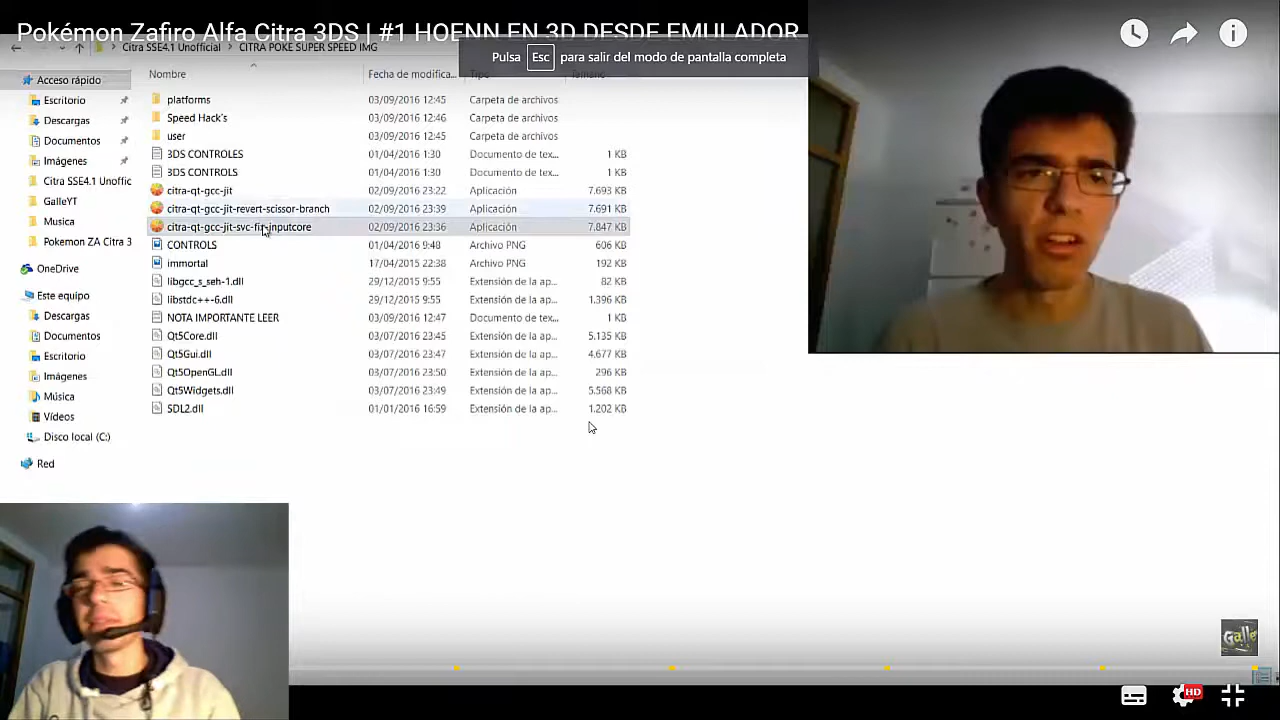 Pokémon Zafiro Alfa Citra 3DS | #1 HOENN EN 3D DESDE EMULADOR
Citra SSE4.1 Unofficial > CITRA POKE SUPER SPEED IMG
Pulsa Esc para salir del modo de pantalla completa
Nombre Fecha de modifica... Tipo Tamaño
Acceso rápido
Escritorio
Descargas
Documentos
Imágenes
Citra SSE4.1 Unoffic
GalleYT
Musica
Pokemon ZA Citra 3
OneDrive
Este equipo
Descargas
Documentos
Escritorio
Imágenes
Música
Vídeos
Disco local (C:)
Red
platforms 03/09/2016 12:45 Carpeta de archivos
Speed Hack's 03/09/2016 12:46 Carpeta de archivos
user 03/09/2016 12:45 Carpeta de archivos
3DS CONTROLES 01/04/2016 1:30 Documento de tex... 1 KB
3DS CONTROLS 01/04/2016 1:30 Documento de tex... 1 KB
citra-qt-gcc-jit 02/09/2016 23:22 Aplicación 7.693 KB
citra-qt-gcc-jit-revert-scissor-branch 02/09/2016 23:39 Aplicación 7.691 KB
citra-qt-gcc-jit-svc-fix-inputcore 02/09/2016 23:36 Aplicación 7.847 KB
CONTROLS 01/04/2016 9:48 Archivo PNG 606 KB
immortal 17/04/2015 22:38 Archivo PNG 192 KB
libgcc_s_seh-1.dll 29/12/2015 9:55 Extensión de la ap... 82 KB
libstdc++-6.dll 29/12/2015 9:55 Extensión de la ap... 1.396 KB
NOTA IMPORTANTE LEER 03/09/2016 12:47 Documento de tex... 1 KB
Qt5Core.dll 03/07/2016 23:45 Extensión de la ap... 5.135 KB
Qt5Gui.dll 03/07/2016 23:47 Extensión de la ap... 4.677 KB
Qt5OpenGL.dll 03/07/2016 23:50 Extensión de la ap... 296 KB
Qt5Widgets.dll 03/07/2016 23:49 Extensión de la ap... 5.568 KB
SDL2.dll 01/01/2016 16:59 Extensión de la ap... 1.202 KB
Galle
HD